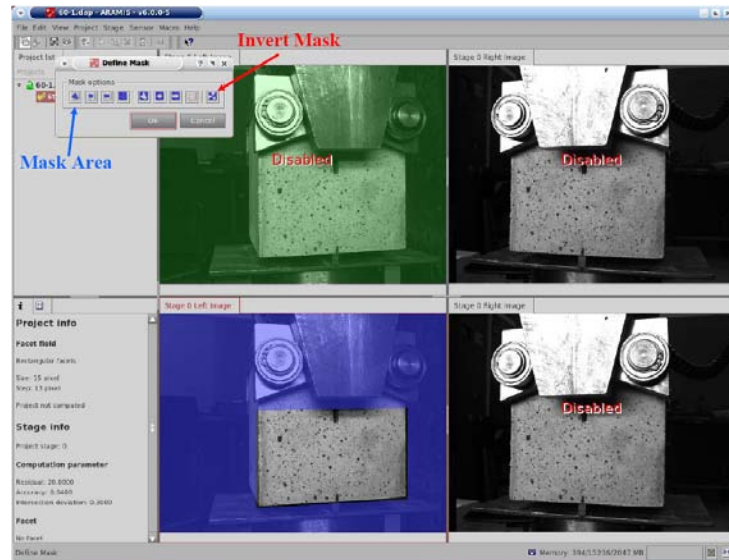 60-1.dap - ARAMIS - v6.0.0-5
File Edit View Project Stage Sensor Macro Help
Invert Mask
Project list
Define Mask
Stage 0 Right Image
Mask options
60-1.
Ok
Cancel
Mask Area
Disabled
Disabled
Stage 0 Left Image
Stage 0 Right Image
Project info
Facet field
Rectangular facets
Size: 15 pixel
Step: 13 pixel
Project not computed
Disabled
Stage info
Project stage: 0
Computation parameter
Residual: 20.0000
Accuracy: 0.0400
Intersection deviation: 0.3000
Facet
No Facet
Define Mask